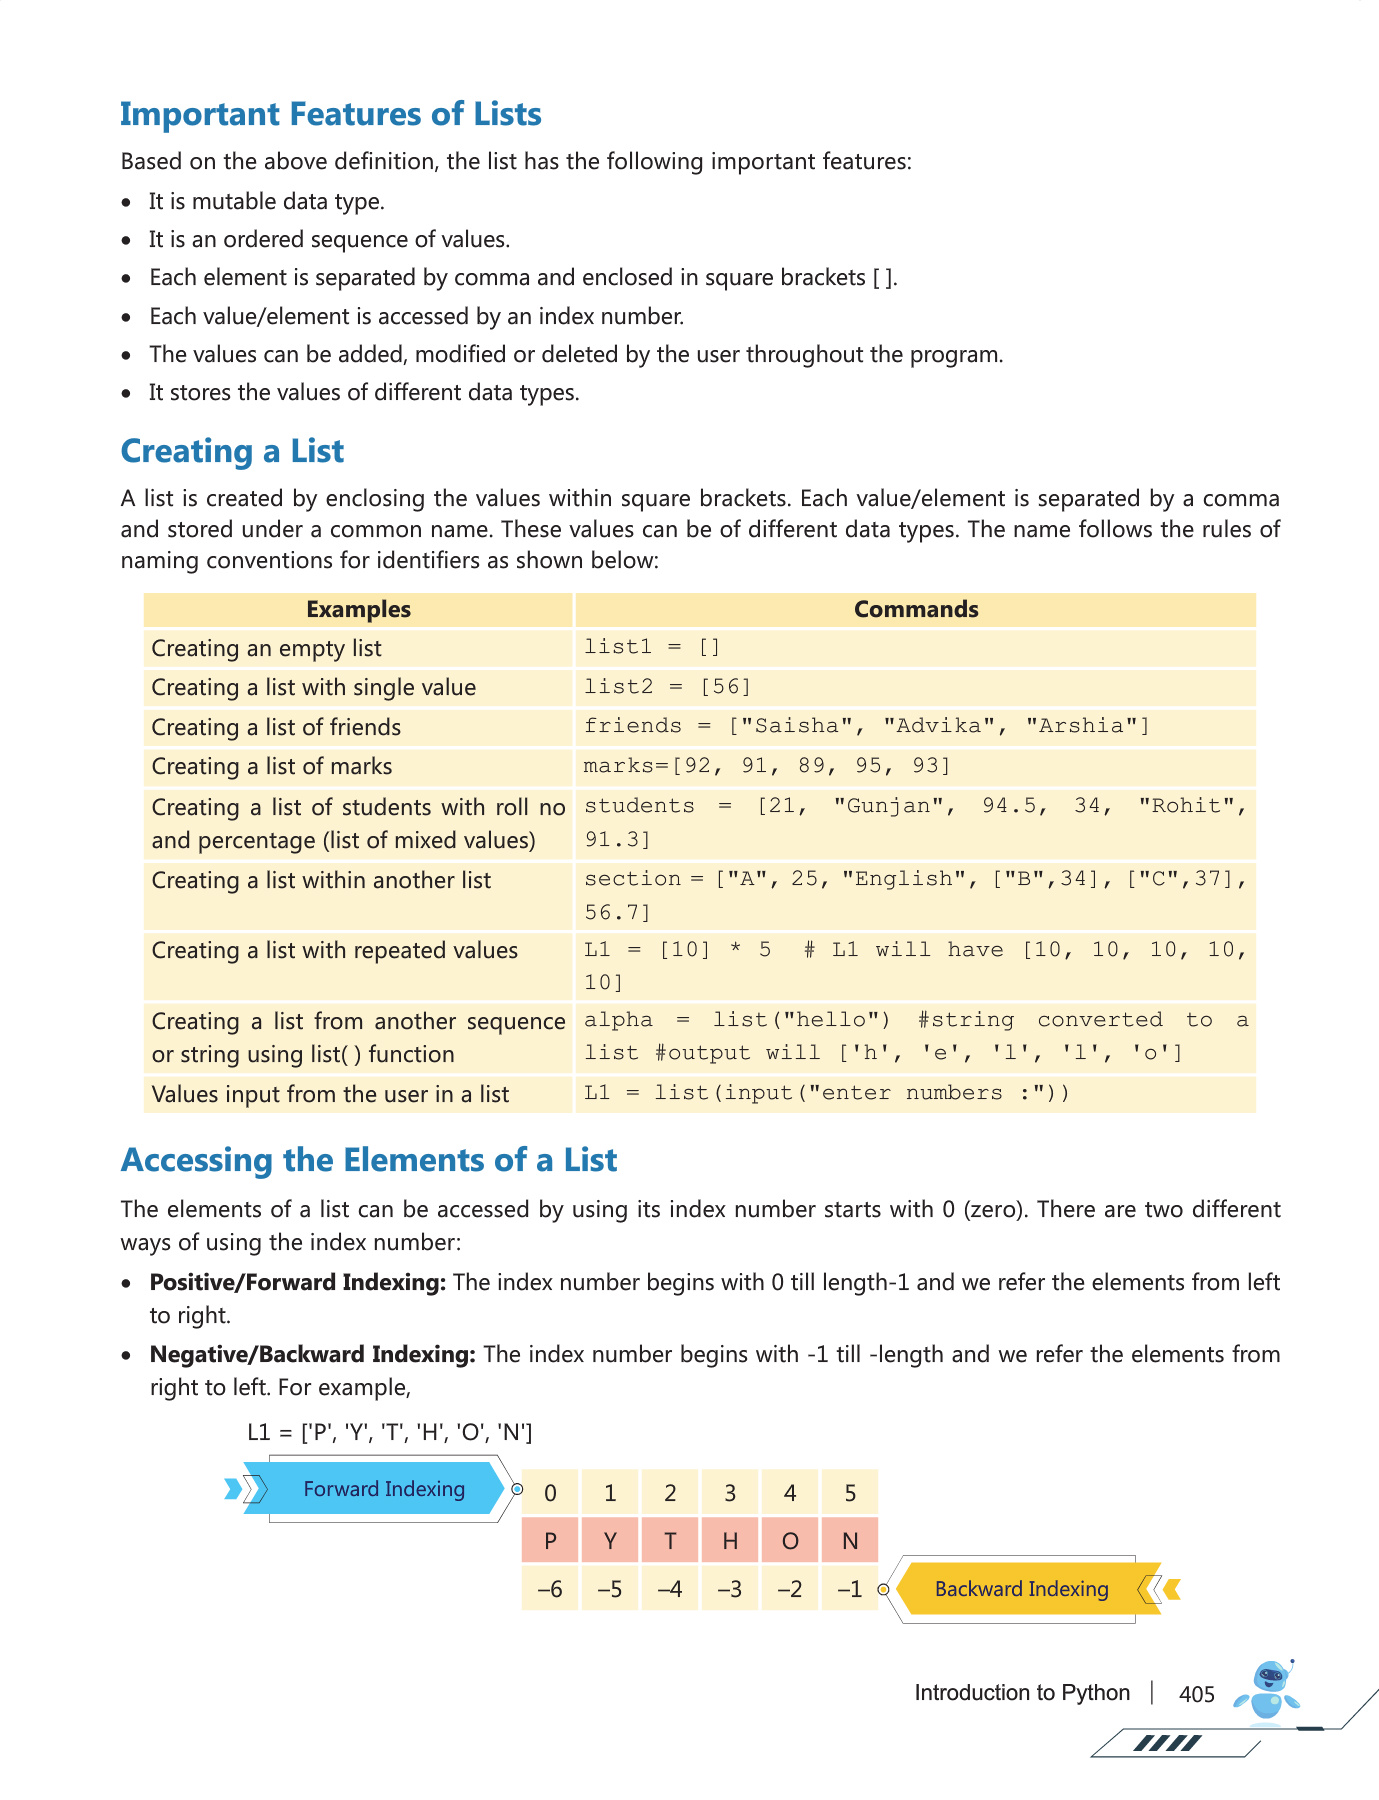 Important Features of Lists
Based on the above definition, the list has the following important features:
• It is mutable data type.
• It is an ordered sequence of values.
• Each element is separated by comma and enclosed in square brackets [ ].
• Each value/element is accessed by an index number.
• The values can be added, modified or deleted by the user throughout the program.
• It stores the values of different data types.
Creating a List
A list is created by enclosing the values within square brackets. Each value/element is separated by a comma
and stored under a common name. These values can be of different data types. The name follows the rules of
naming conventions for identifiers as shown below:
Examples Commands
Creating an empty list list1 = []
Creating a list with single value list2 = [56]
Creating a list of friends friends = ["Saisha", "Advika", "Arshia"]
Creating a list of marks marks=[92, 91, 89, 95, 93]
Creating a list of students with roll no students = [21, "Gunjan", 94.5, 34, "Rohit",
and percentage (list of mixed values) 91.3]
Creating a list within another list section = ["A", 25, "English", ["B",34], ["C",37],
56.7]
Creating a list with repeated values L1 = [10] * 5 # L1 will have [10, 10, 10, 10,
10]
Creating a list from another sequence alpha = list("hello") #string converted to a
or string using list( ) function list #output will ['h', 'e', 'l', 'l', 'o']
Values input from the user in a list L1 = list(input("enter numbers :"))
Accessing the Elements of a List
The elements of a list can be accessed by using its index number starts with 0 (zero). There are two different
ways of using the index number:
• Positive/Forward Indexing: The index number begins with 0 till length-1 and we refer the elements from left
to right.
• Negative/Backward Indexing: The index number begins with -1 till -length and we refer the elements from
right to left. For example,
L1 = ['P', 'Y', 'T', 'H', 'O', 'N']
Forward Indexing 0 1 2 3 4 5
P Y T H O N
–6 –5 –4 –3 –2 –1 Backward Indexing
Introduction to Python | 405